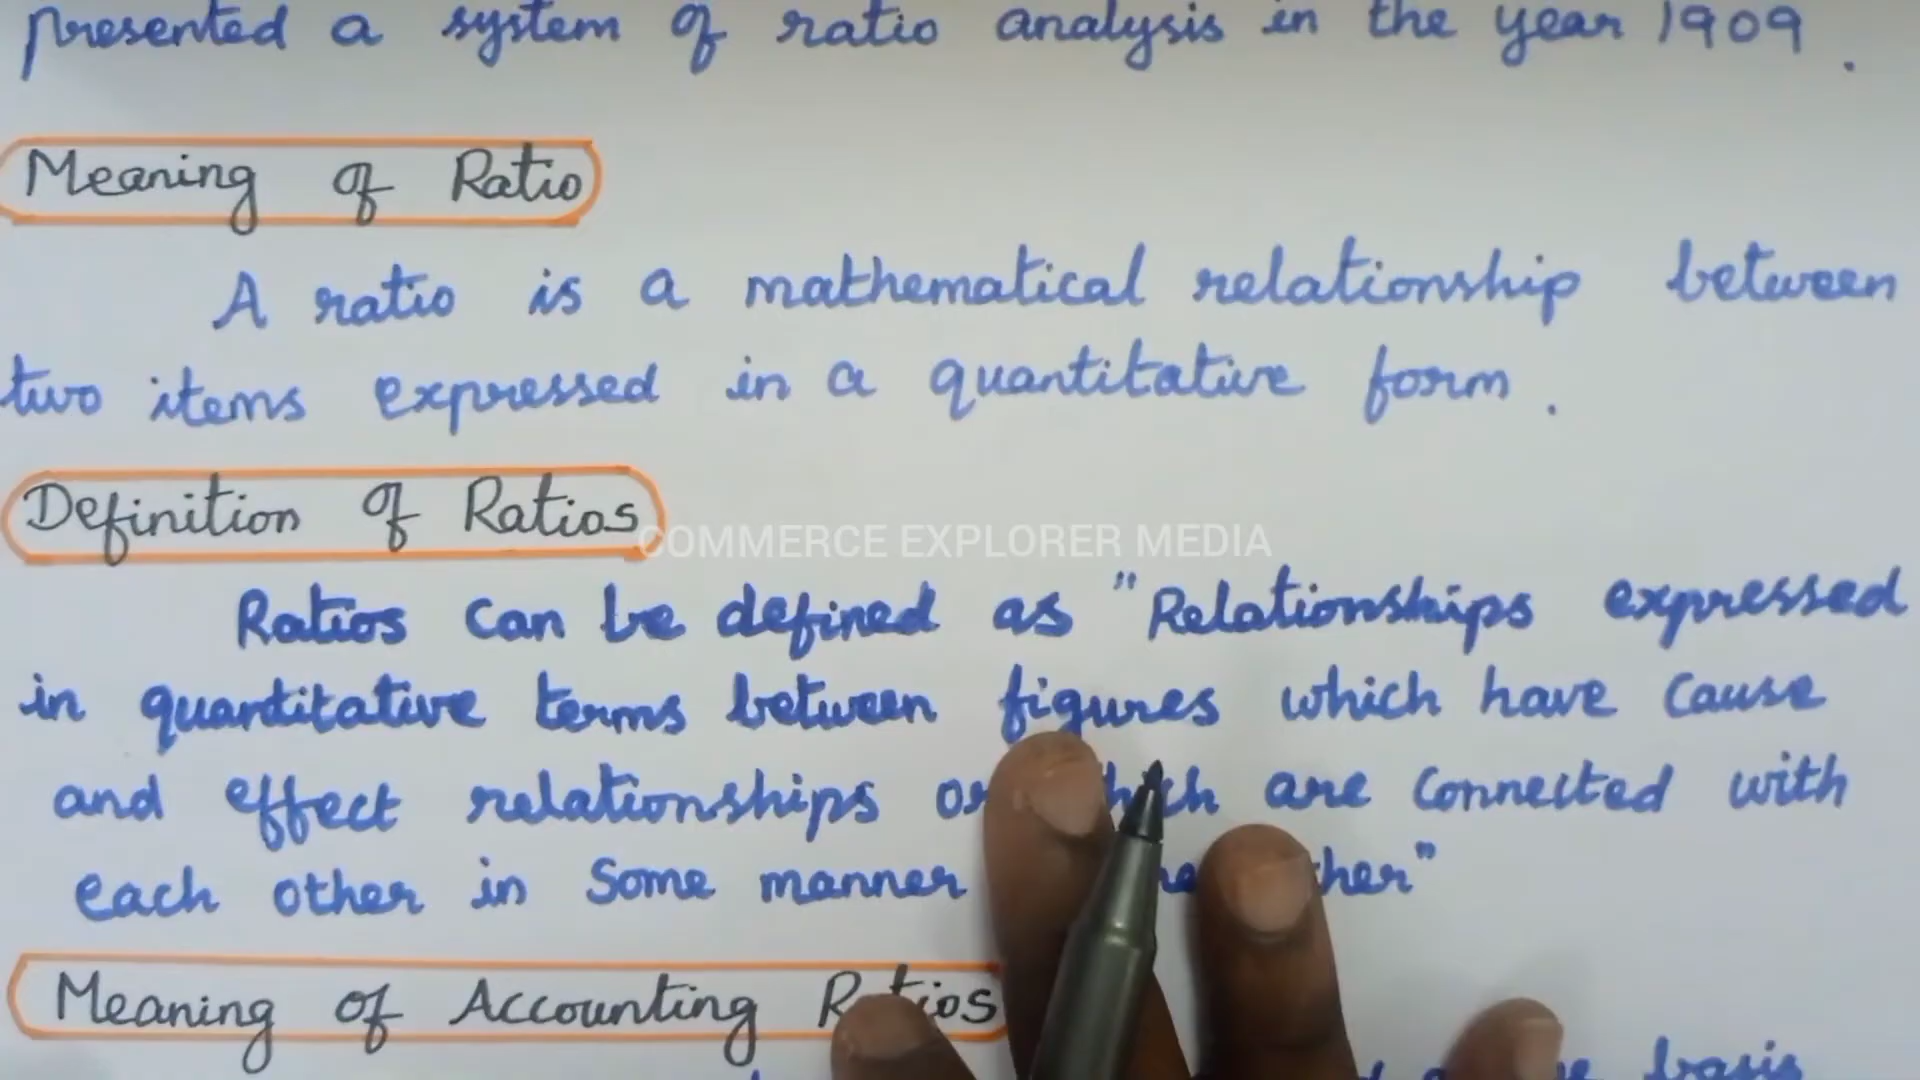 presented a system of ratio analysis in the year 1909.
Meaning of Ratio
A ratio is a mathematical relationship between
two items expressed in a quantitative form.
Definition of Ratios
COMMERCE EXPLORER MEDIA
Ratios can be defined as "Relationships expressed
in quantitative terms between figures which have cause
and effect relationships or which are connected with
each other in some manner
Meaning of Accounting Ratios
basis